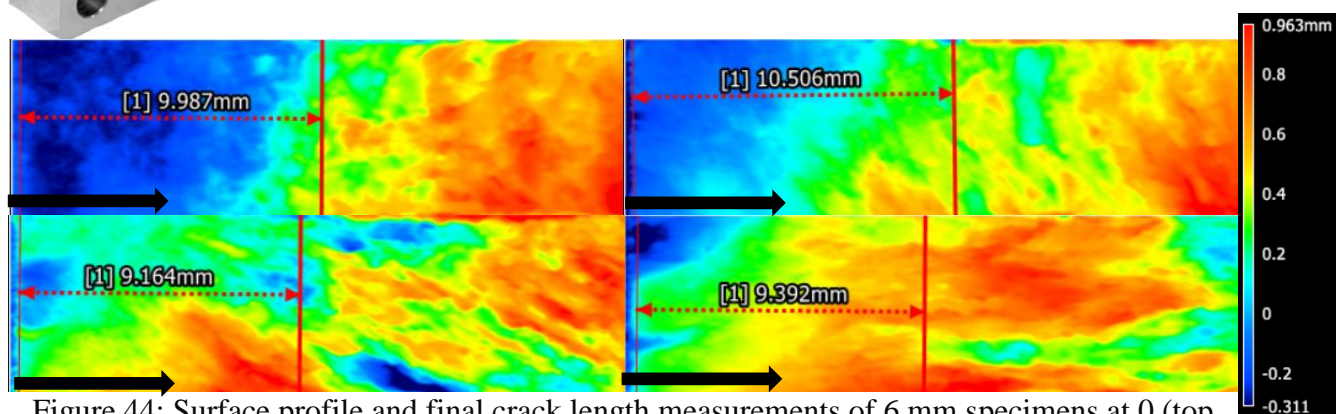 [1] 9.987mm
[1] 10.506mm
[1] 9.164mm
[1] 9.392mm
0.963mm
0.8
0.6
0.4
0.2
0
-0.2
-0.311
Figure 44: Surface profile and final crack length measurements of 6 mm specimens at 0 (top